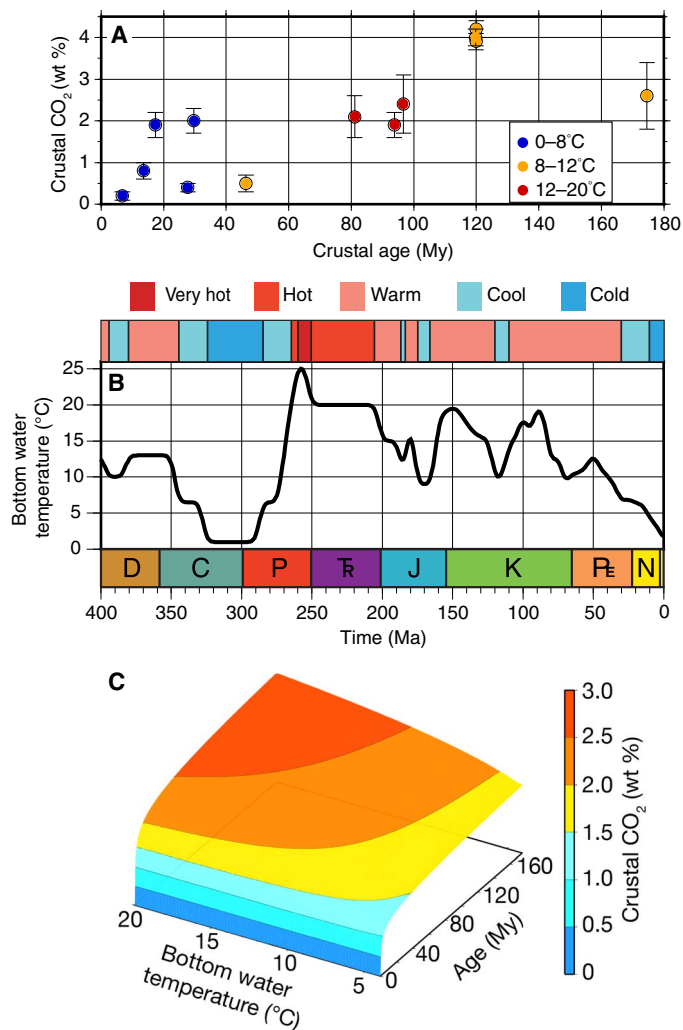 A
Crustal CO2 (wt %)
4
3
2
1
0
0–8°C
8–12°C
12–20°C
0 20 40 60 80 100 120 140 160 180
Crustal age (My)
Very hot Hot Warm Cool Cold
B
Bottom water
temperature (°C)
25
20
15
10
5
0
D C P TR J K PE N
400 350 300 250 200 150 100 50 0
Time (Ma)
C
3.0
2.5
2.0
1.5
1.0
0.5
0
Crustal CO2 (wt %)
20 15 10 5
Bottom water
temperature (°C)
0 40 80 120 160
Age (My)